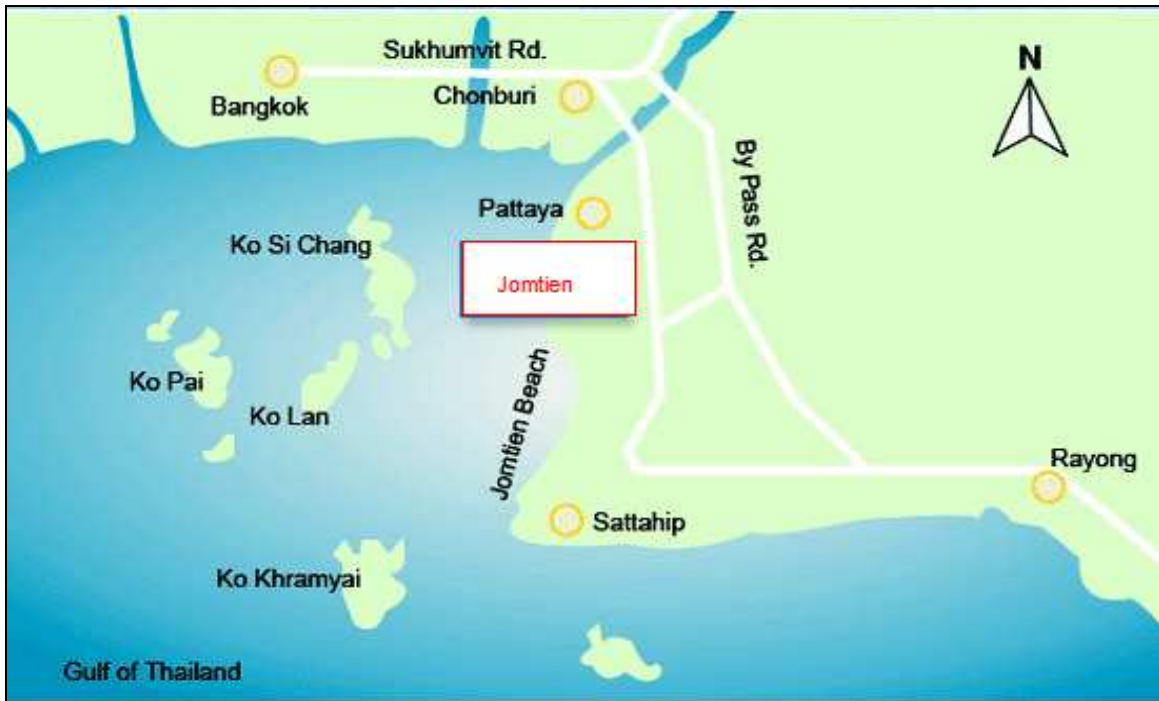 Sukhumvit Rd.
N
Bangkok
Chonburi
By Pass Rd.
Pattaya
Ko Si Chang
Jomtien
Ko Pai
Ko Lan
Jomtien Beach
Rayong
Sattahip
Ko Khramyai
Gulf of Thailand